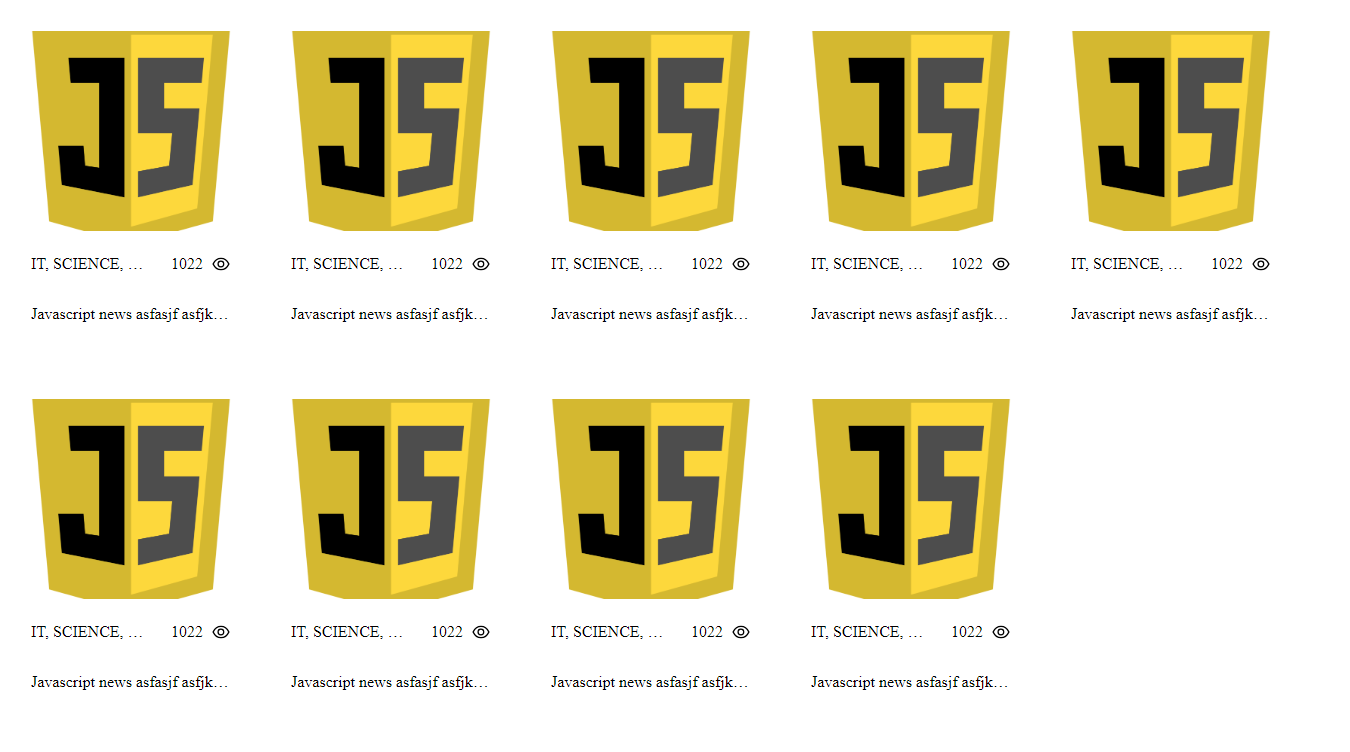 JS JS JS JS JS
IT, SCIENCE, … 1022 IT, SCIENCE, … 1022 IT, SCIENCE, … 1022 IT, SCIENCE, … 1022 IT, SCIENCE, … 1022
Javascript news asfasjf asfjk… Javascript news asfasjf asfjk… Javascript news asfasjf asfjk… Javascript news asfasjf asfjk… Javascript news asfasjf asfjk…
JS JS JS JS
IT, SCIENCE, … 1022 IT, SCIENCE, … 1022 IT, SCIENCE, … 1022 IT, SCIENCE, … 1022
Javascript news asfasjf asfjk… Javascript news asfasjf asfjk… Javascript news asfasjf asfjk… Javascript news asfasjf asfjk…